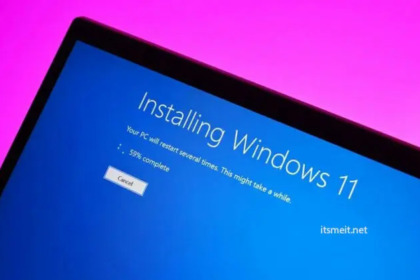 Installing Windows 11
Your PC will restart several times. This might take a while.
59% complete
Cancel
itsmeit.net